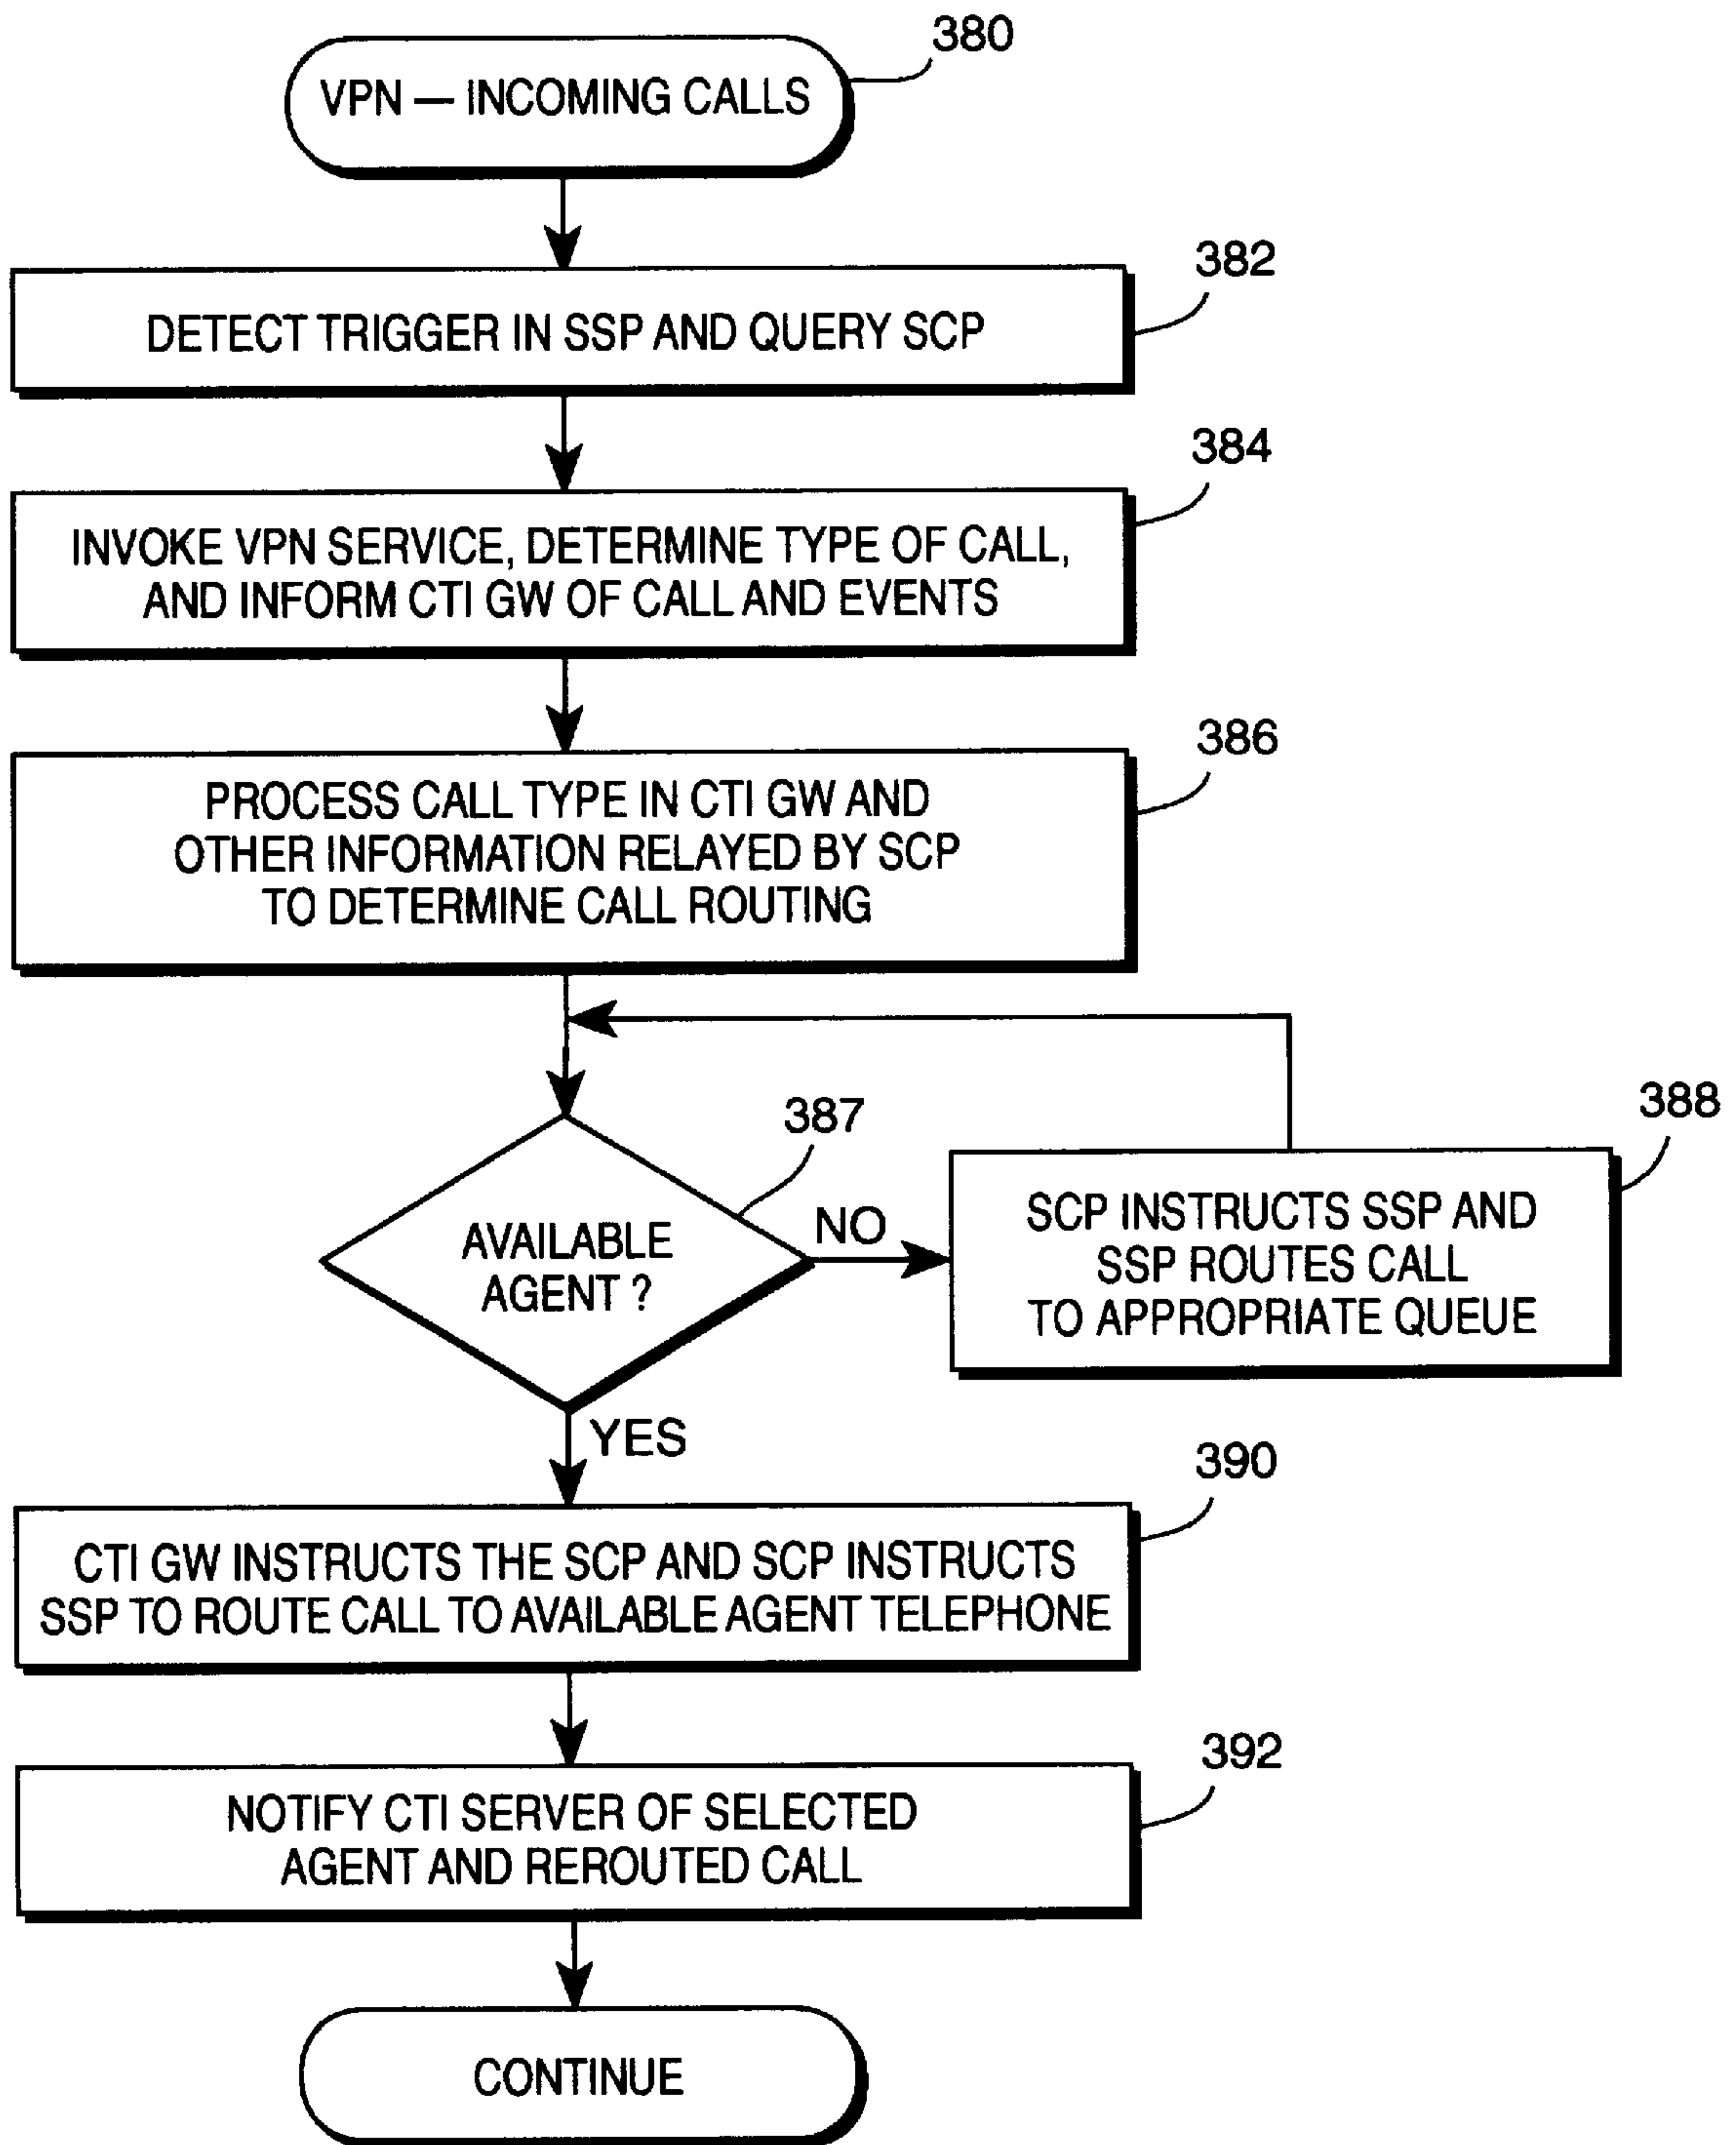 380
VPN — INCOMING CALLS
382
DETECT TRIGGER IN SSP AND QUERY SCP
384
INVOKE VPN SERVICE, DETERMINE TYPE OF CALL,
AND INFORM CTI GW OF CALL AND EVENTS
386
PROCESS CALL TYPE IN CTI GW AND
OTHER INFORMATION RELAYED BY SCP
TO DETERMINE CALL ROUTING
387
AVAILABLE
AGENT ?
NO
388
SCP INSTRUCTS SSP AND
SSP ROUTES CALL
TO APPROPRIATE QUEUE
YES
390
CTI GW INSTRUCTS THE SCP AND SCP INSTRUCTS
SSP TO ROUTE CALL TO AVAILABLE AGENT TELEPHONE
392
NOTIFY CTI SERVER OF SELECTED
AGENT AND REROUTED CALL
CONTINUE